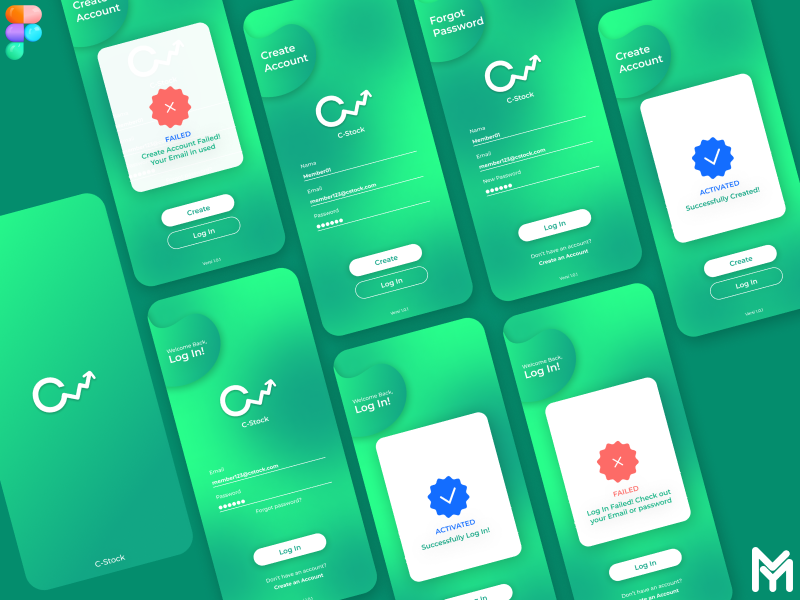 Create
Account
FAILED
Create Account Failed!
Your Email in used
Create
Log In
Create
Account
C-Stock
Name
Member01
Email
member123@cstock.com
Password
Create
Log In
Forgot
Password
C-Stock
Name
Member01
Email
member123@cstock.com
New Password
Log In
Don't have an account?
Create an Account
Create
Account
ACTIVATED
Successfully Created!
Create
Log In
C-Stock
Welcome Back,
Log In!
C-Stock
Email
member123@cstock.com
Password
Forgot password?
Log In
Don't have an account?
Create an Account
Welcome Back,
Log In!
ACTIVATED
Successfully Log In!
Log In
Welcome Back,
Log In!
FAILED
Log In Failed! Check out
your Email or password
Log In
Don't have an account?
Create an Account